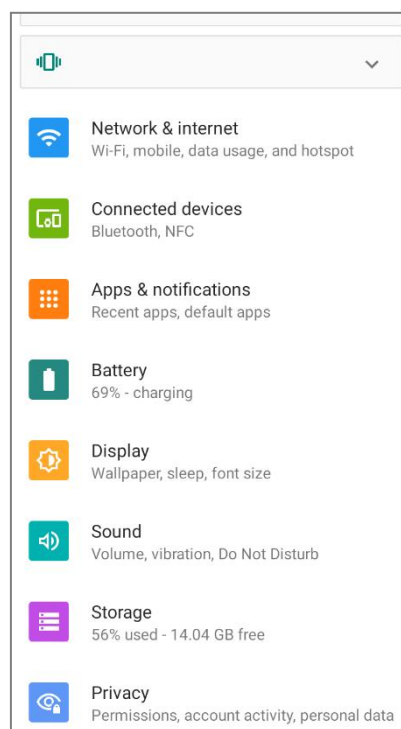 Network & internet
Wi-Fi, mobile, data usage, and hotspot
Connected devices
Bluetooth, NFC
Apps & notifications
Recent apps, default apps
Battery
69% - charging
Display
Wallpaper, sleep, font size
Sound
Volume, vibration, Do Not Disturb
Storage
56% used - 14.04 GB free
Privacy
Permissions, account activity, personal data